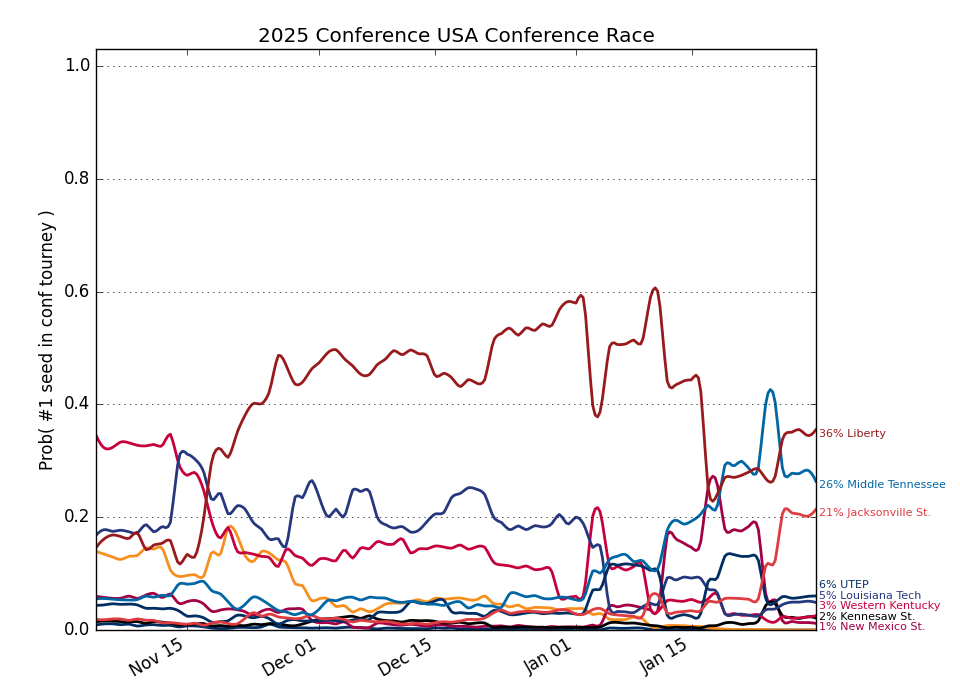 2025 Conference USA Conference Race
Prob( #1 seed in conf tourney )
1.0
0.8
0.6
0.4
0.2
0.0
Nov 15
Dec 01
Dec 15
Jan 01
Jan 15
36% Liberty
26% Middle Tennessee
21% Jacksonville St.
6% UTEP
5% Louisiana Tech
3% Western Kentucky
2% Kennesaw St.
1% New Mexico St.